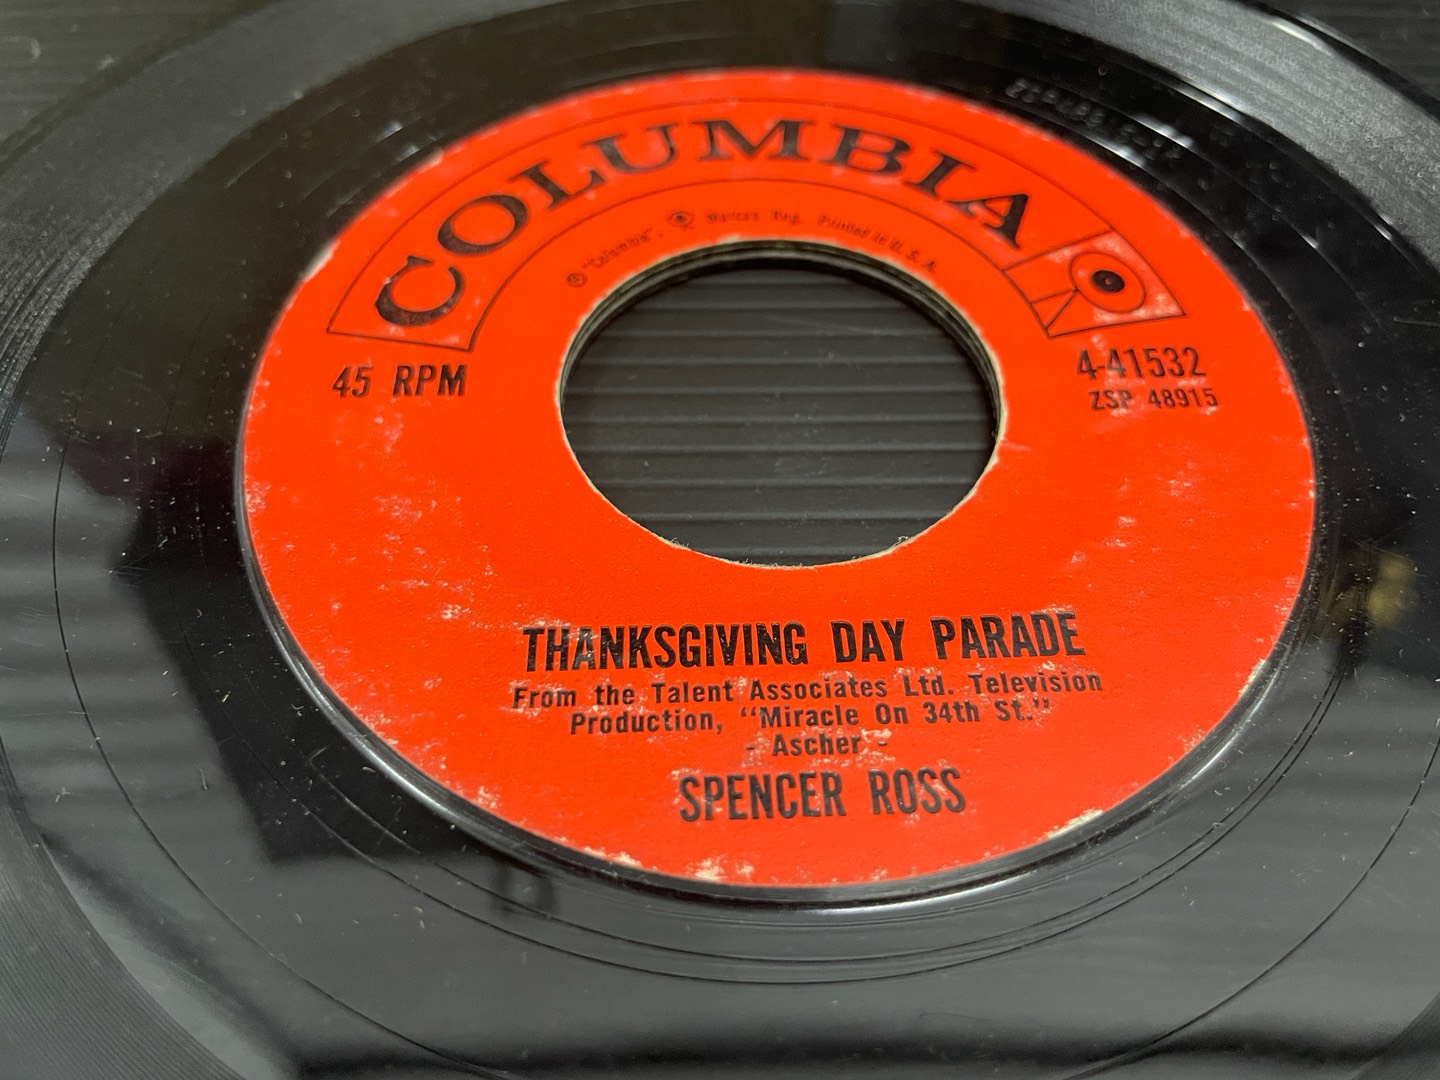 COLUMBIA
"Columbia", Marcas Reg. Printed in U. S. A.
45 RPM
4-41532
ZSP 48915
THANKSGIVING DAY PARADE
From the Talent Associates Ltd. Television
Production, "Miracle On 34th St."
- Ascher -
SPENCER ROSS